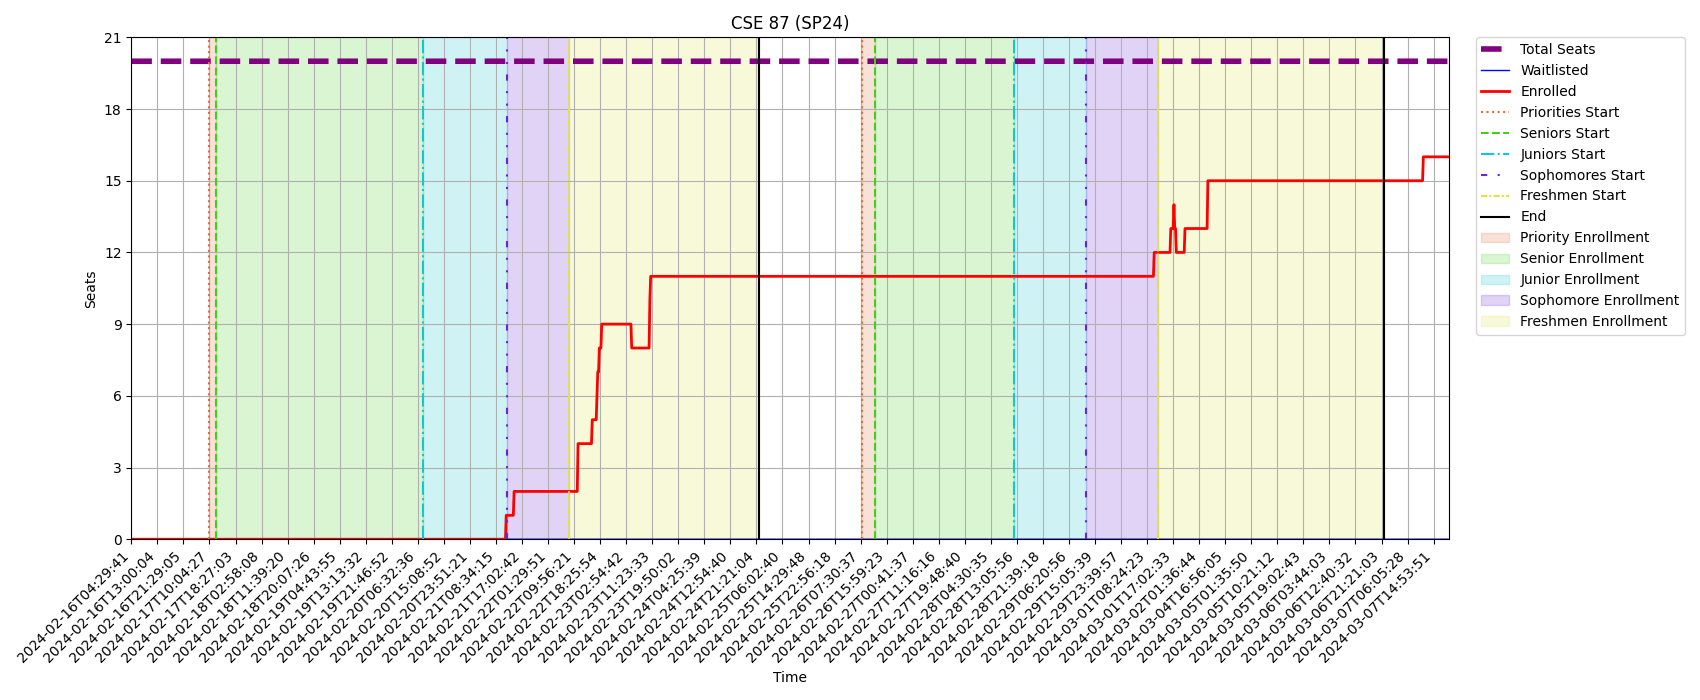 CSE 87 (SP24)
Seats
21
18
15
12
9
6
3
0
2024-02-16T04:29:41
2024-02-16T13:00:04
2024-02-16T21:29:05
2024-02-17T10:04:27
2024-02-17T18:27:03
2024-02-18T02:58:08
2024-02-18T11:39:20
2024-02-18T20:07:26
2024-02-19T04:43:55
2024-02-19T13:13:32
2024-02-19T21:46:52
2024-02-20T06:32:36
2024-02-20T15:08:52
2024-02-20T23:51:21
2024-02-21T08:34:15
2024-02-21T17:02:42
2024-02-22T01:29:51
2024-02-22T09:56:21
2024-02-22T18:25:54
2024-02-23T02:54:42
2024-02-23T11:23:33
2024-02-23T19:50:02
2024-02-24T04:25:39
2024-02-24T12:54:40
2024-02-24T21:21:04
2024-02-25T06:02:40
2024-02-25T14:29:48
2024-02-25T22:56:18
2024-02-26T07:30:37
2024-02-26T15:59:23
2024-02-27T00:41:37
2024-02-27T11:16:16
2024-02-27T19:48:40
2024-02-28T04:30:35
2024-02-28T13:05:56
2024-02-28T21:39:18
2024-02-29T06:20:56
2024-02-29T15:05:39
2024-02-29T23:39:57
2024-03-01T08:24:23
2024-03-01T17:02:33
2024-03-02T01:36:44
2024-03-04T16:56:05
2024-03-05T01:35:50
2024-03-05T10:21:12
2024-03-05T19:02:43
2024-03-06T03:44:03
2024-03-06T12:40:32
2024-03-06T21:21:03
2024-03-07T06:05:28
2024-03-07T14:53:51
Time
Total Seats
Waitlisted
Enrolled
Priorities Start
Seniors Start
Juniors Start
Sophomores Start
Freshmen Start
End
Priority Enrollment
Senior Enrollment
Junior Enrollment
Sophomore Enrollment
Freshmen Enrollment